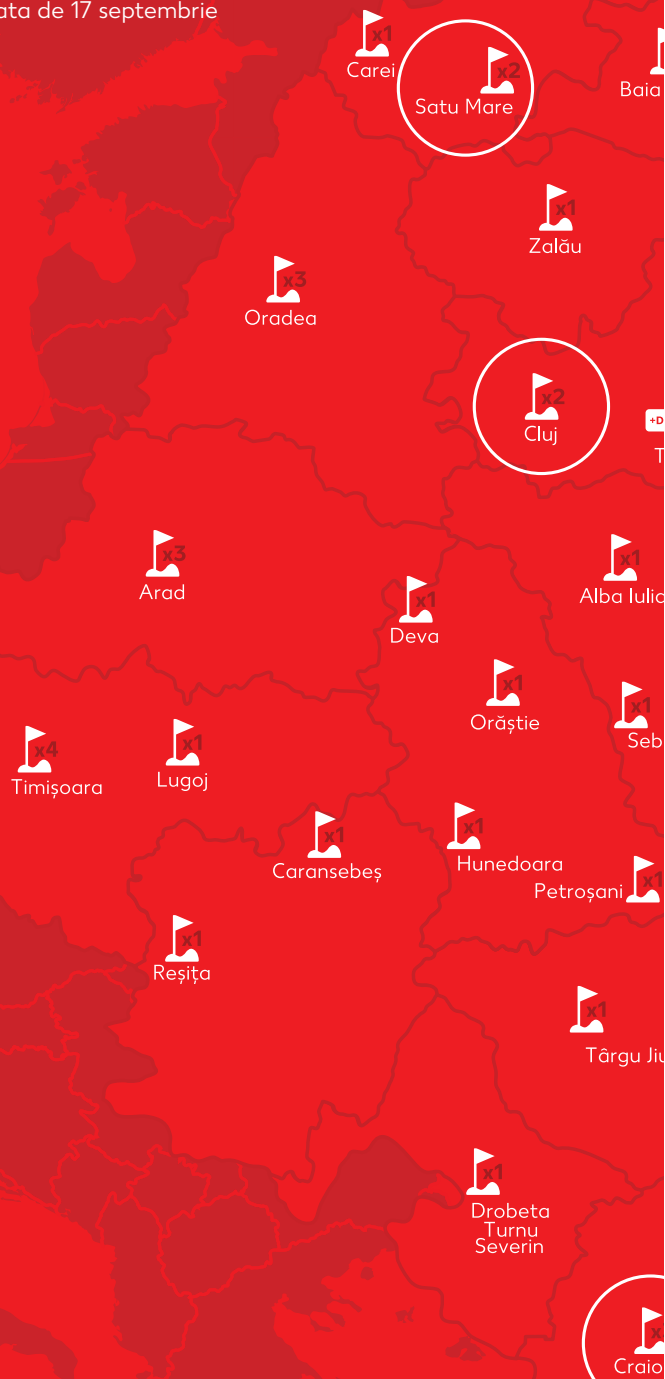 ata de 17 septembrie
x1
Carei
x2
Satu Mare
Baia
x1
Zalău
x3
Oradea
x2
Cluj
+D
T
x3
Arad
x1
Alba Iulia
x1
Deva
x1
Orăștie
x1
Seb
x4
Timișoara
x1
Lugoj
x1
Caransebeș
x1
Hunedoara
Petroșani
x1
x1
Reșița
x1
Târgu Jiu
x1
Drobeta
Turnu
Severin
Craio